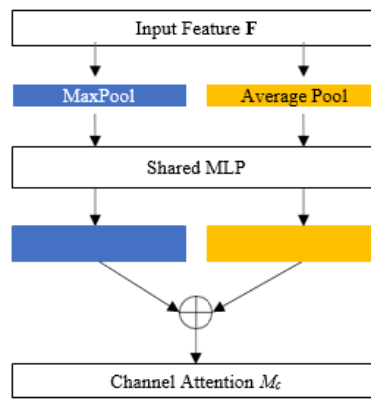 Input Feature F
MaxPool
Average Pool
Shared MLP
Channel Attention Mc